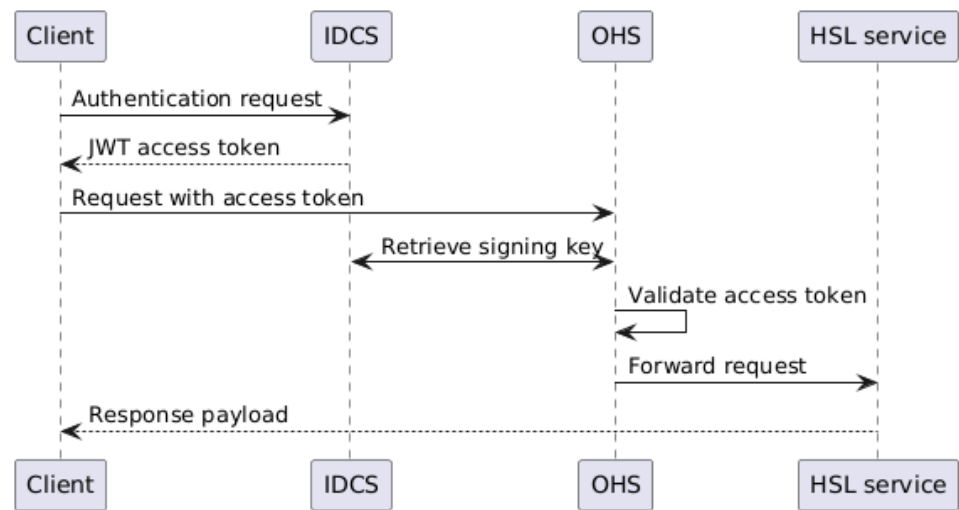 Client IDCS OHS HSL service
Authentication request
JWT access token
Request with access token
Retrieve signing key
Validate access token
Forward request
Response payload
Client IDCS OHS HSL service